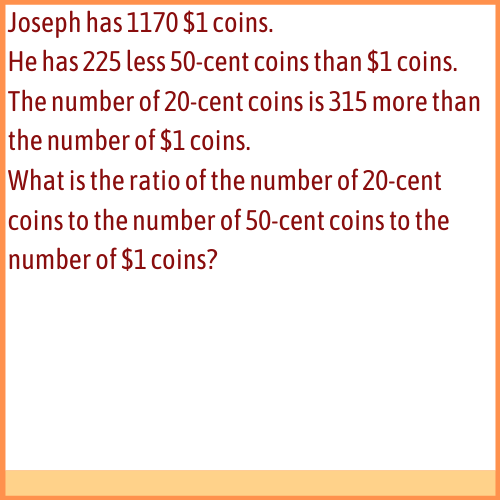 Joseph has 1170 $1 coins.
He has 225 less 50-cent coins than $1 coins.
The number of 20-cent coins is 315 more than
the number of $1 coins.
What is the ratio of the number of 20-cent
coins to the number of 50-cent coins to the
number of $1 coins?